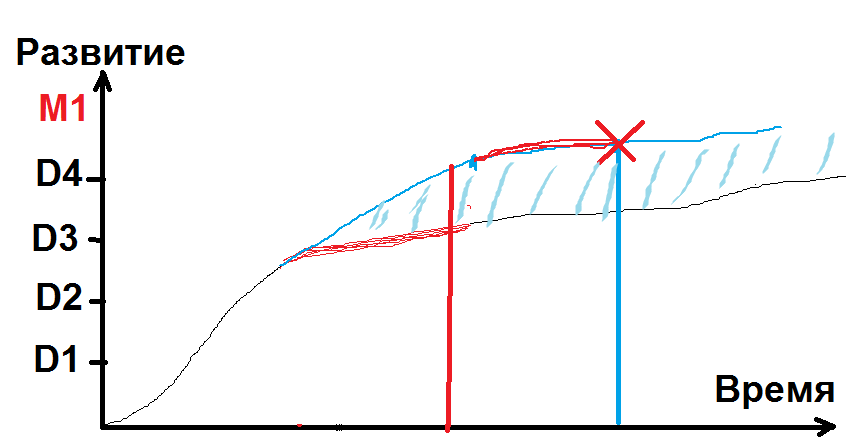 Развитие
M1
D4
D3
D2
D1
Время